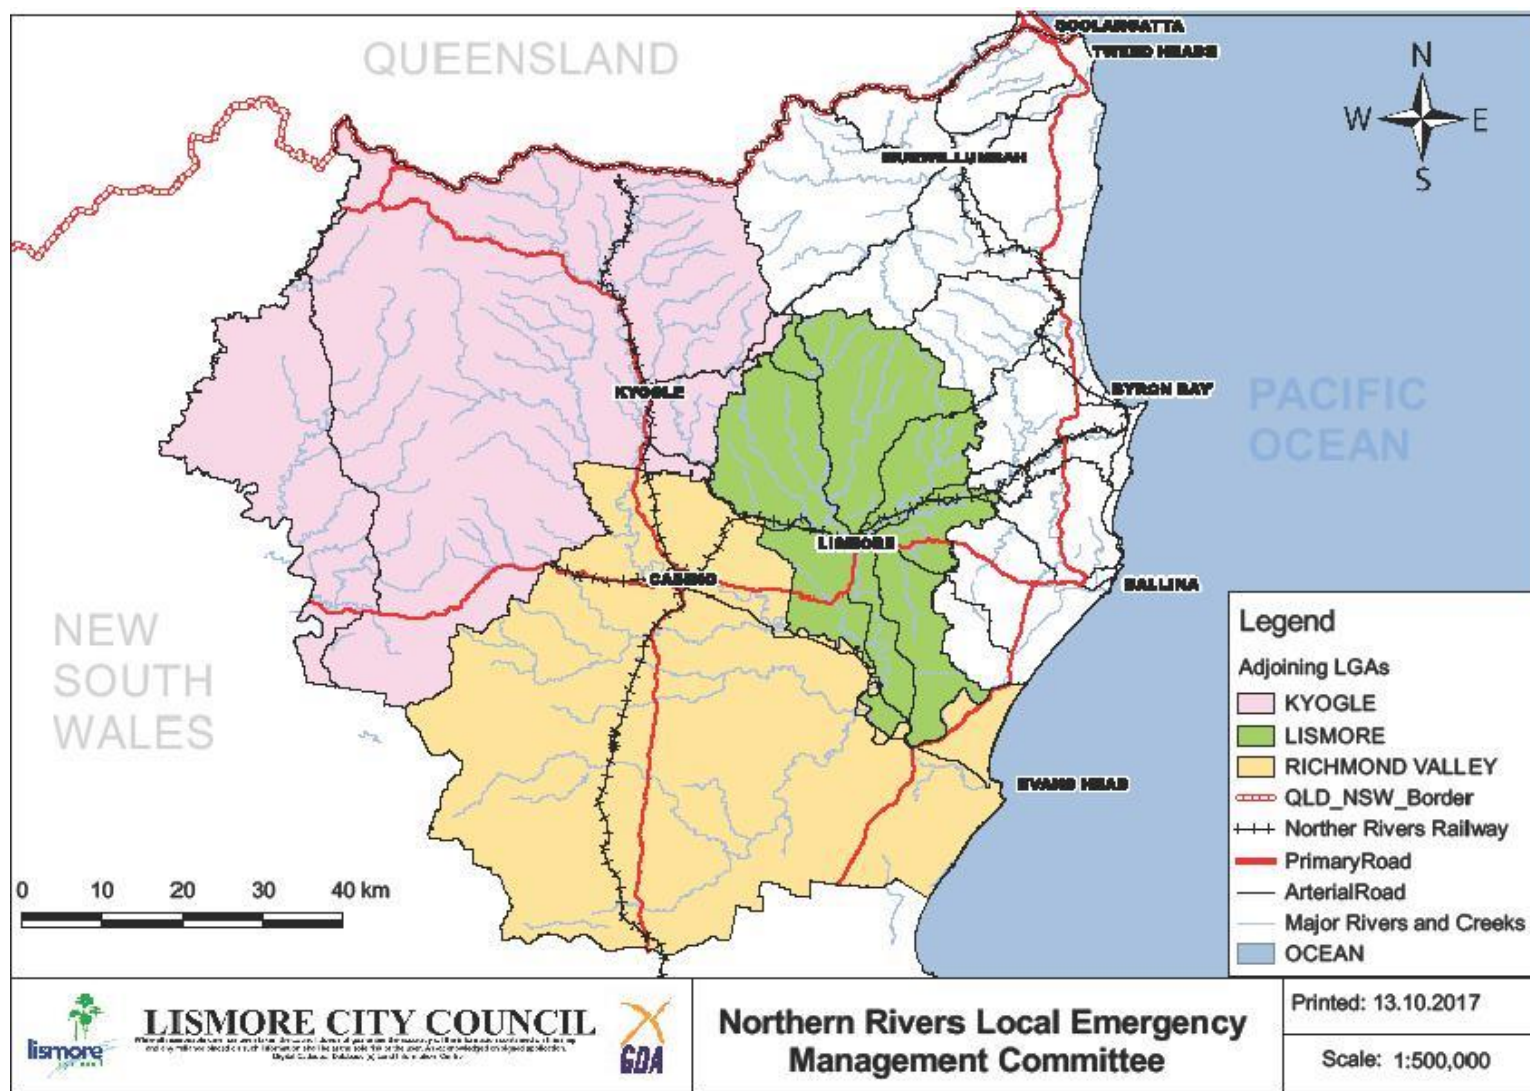 QUEENSLAND
COOLANGATTA
TWEED HEADS
N
W
E
S
MURWILLUMBAH
KYOGLE
BYRON BAY
PACIFIC
OCEAN
LISMORE
CASINO
BALLINA
NEW
SOUTH
WALES
EVANS HEAD
Legend
Adjoining LGAs
KYOGLE
LISMORE
RICHMOND VALLEY
QLD_NSW_Border
Norther Rivers Railway
PrimaryRoad
ArterialRoad
Major Rivers and Creeks
OCEAN
0 10 20 30 40 km
lismore
LISMORE CITY COUNCIL
GDA
Northern Rivers Local Emergency
Management Committee
Printed: 13.10.2017
Scale: 1:500,000